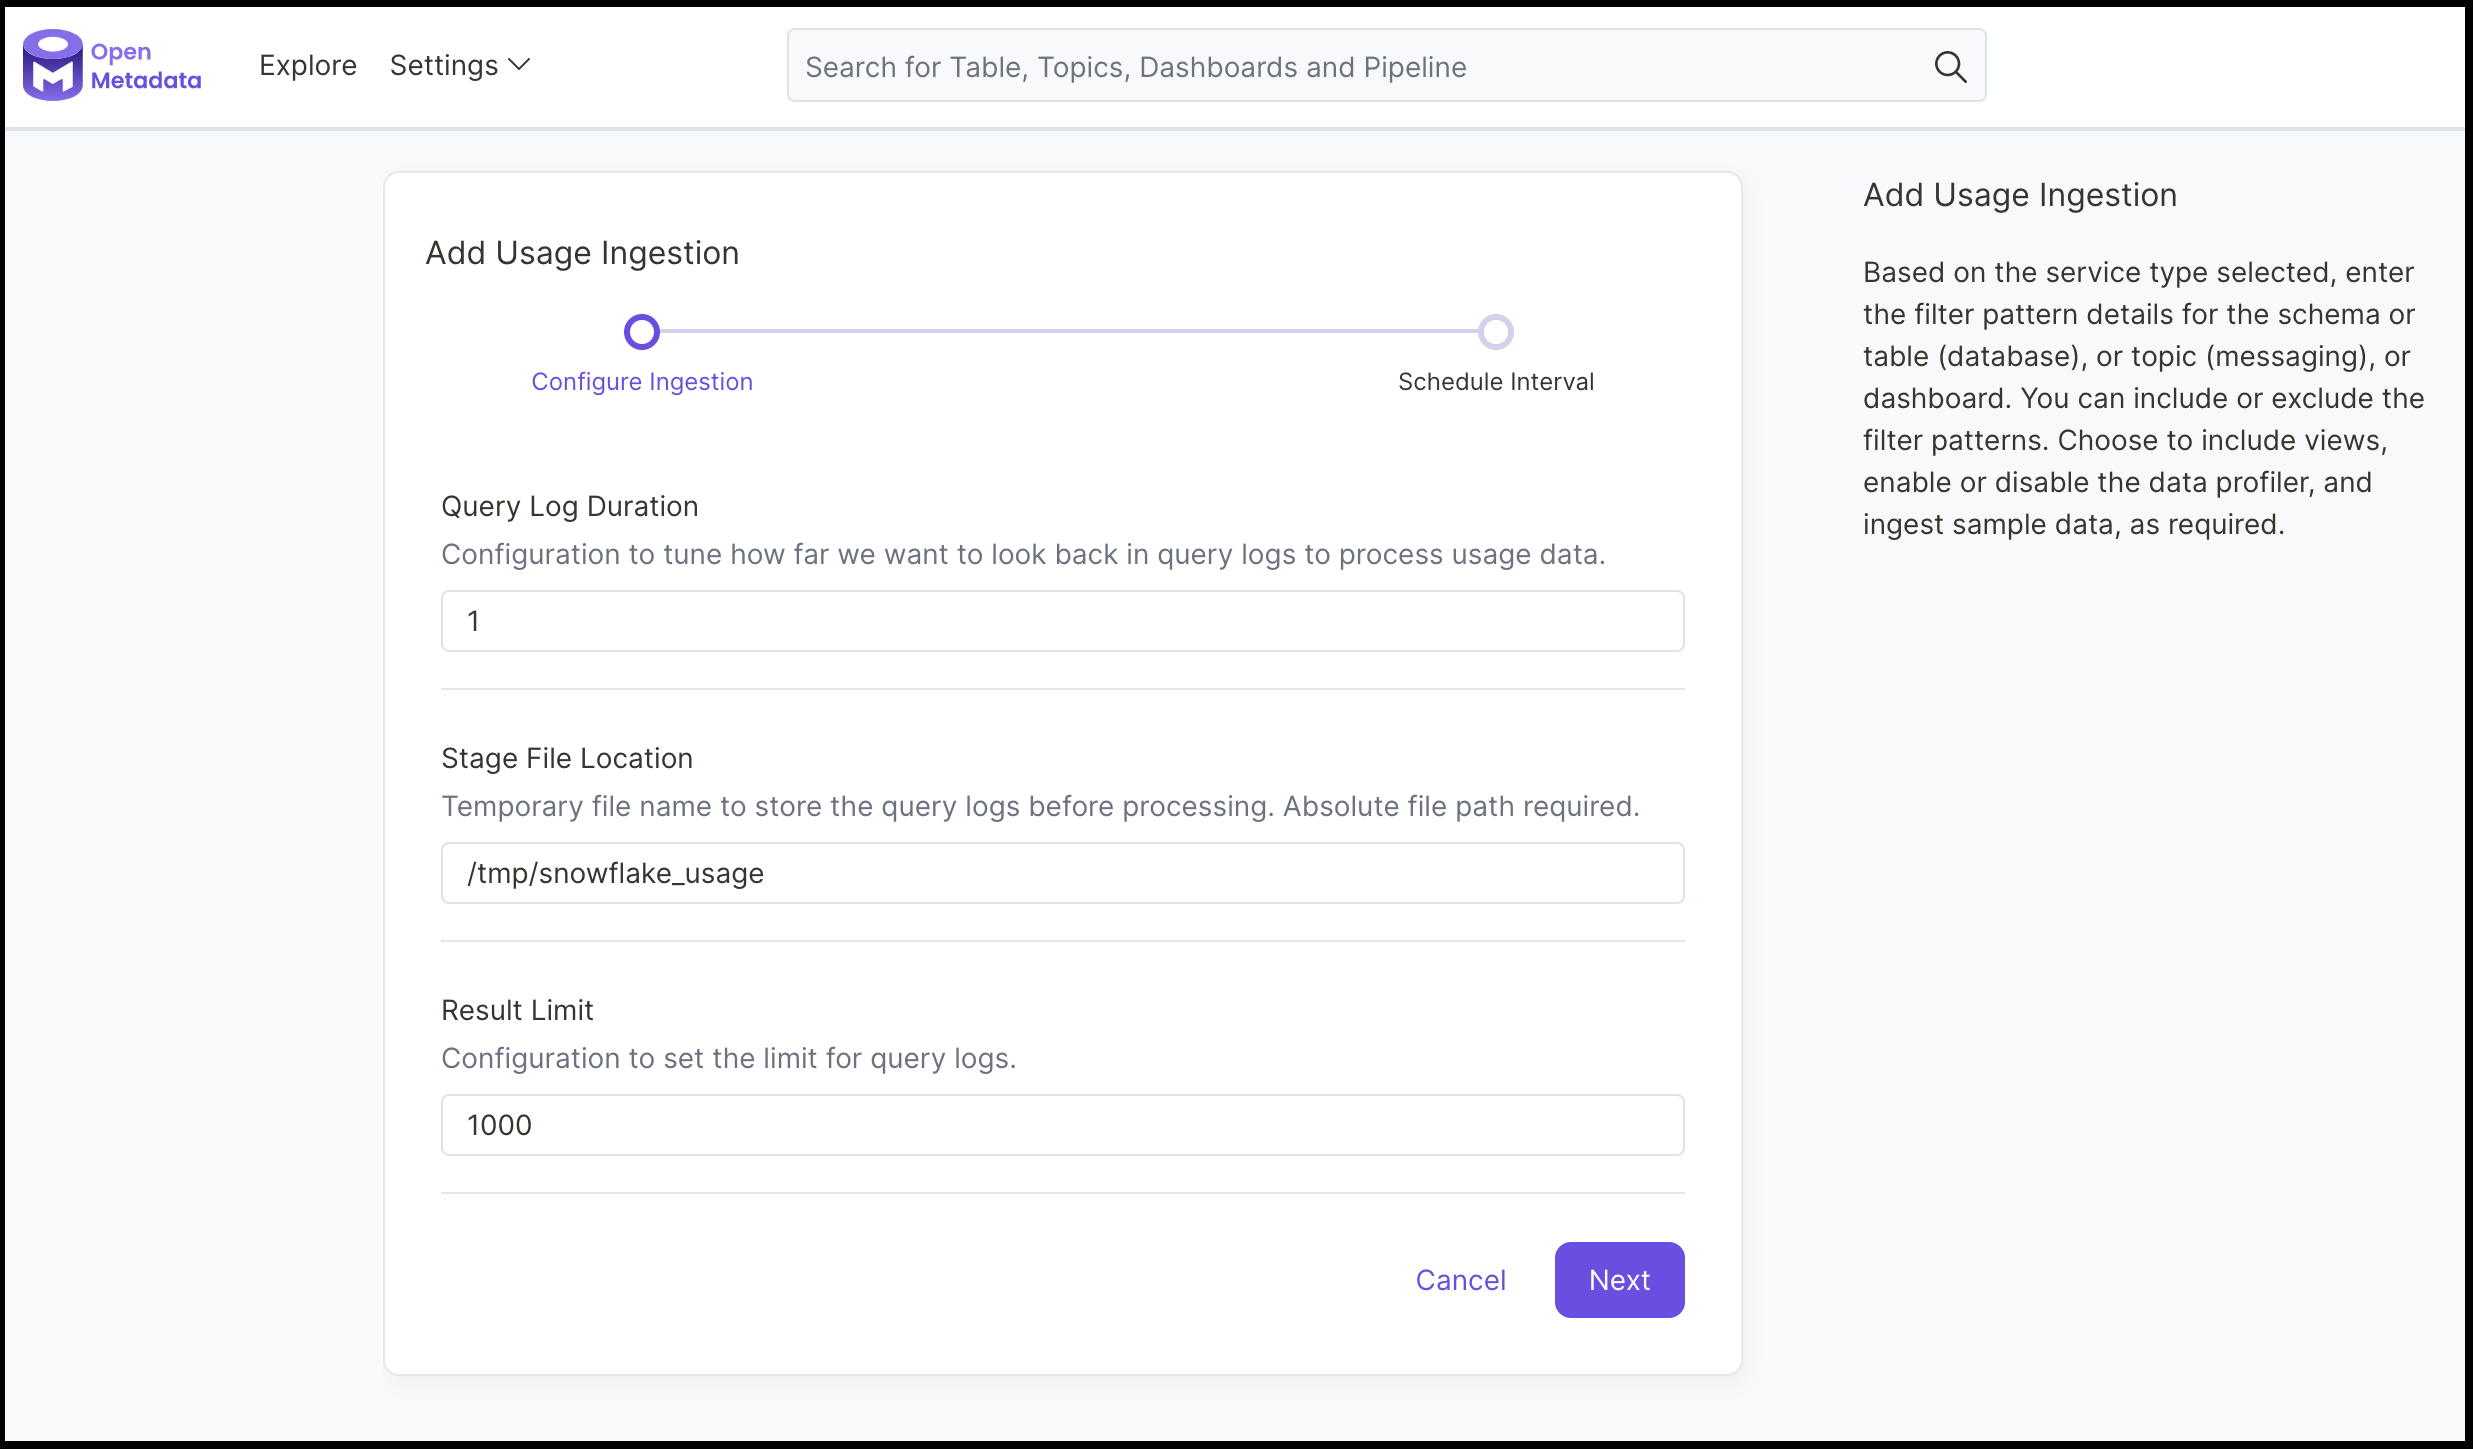 Open
Metadata
Explore
Settings
Search for Table, Topics, Dashboards and Pipeline
Add Usage Ingestion
Configure Ingestion
Schedule Interval
Query Log Duration
Configuration to tune how far we want to look back in query logs to process usage data.
1
Stage File Location
Temporary file name to store the query logs before processing. Absolute file path required.
/tmp/snowflake_usage
Result Limit
Configuration to set the limit for query logs.
1000
Cancel
Next
Add Usage Ingestion
Based on the service type selected, enter
the filter pattern details for the schema or
table (database), or topic (messaging), or
dashboard. You can include or exclude the
filter patterns. Choose to include views,
enable or disable the data profiler, and
ingest sample data, as required.